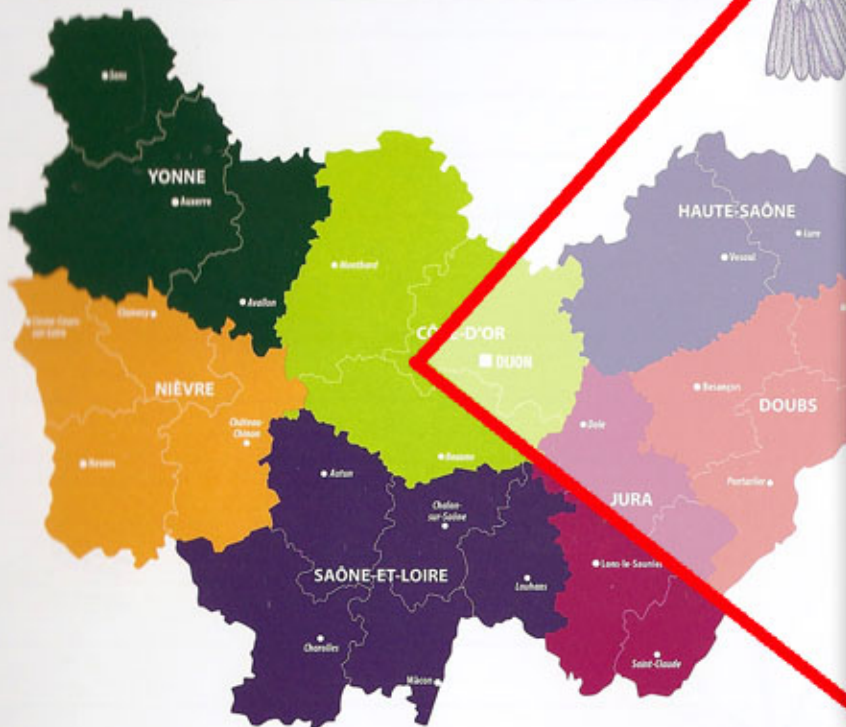 Sens
YONNE
Auxerre
HAUTE-SAÔNE
Lure
Vesoul
Montbard
Avallon
Clamecy
CÔTE-D'OR
DIJON
NIÈVRE
Besançon
DOUBS
Château-
Chinon
Dole
Nevers
Beaune
Autun
Pontarlier
Chalon-
sur-Saône
JURA
Lons-le-Saunier
SAÔNE-ET-LOIRE
Louhans
Charolles
Saint-Claude
Mâcon